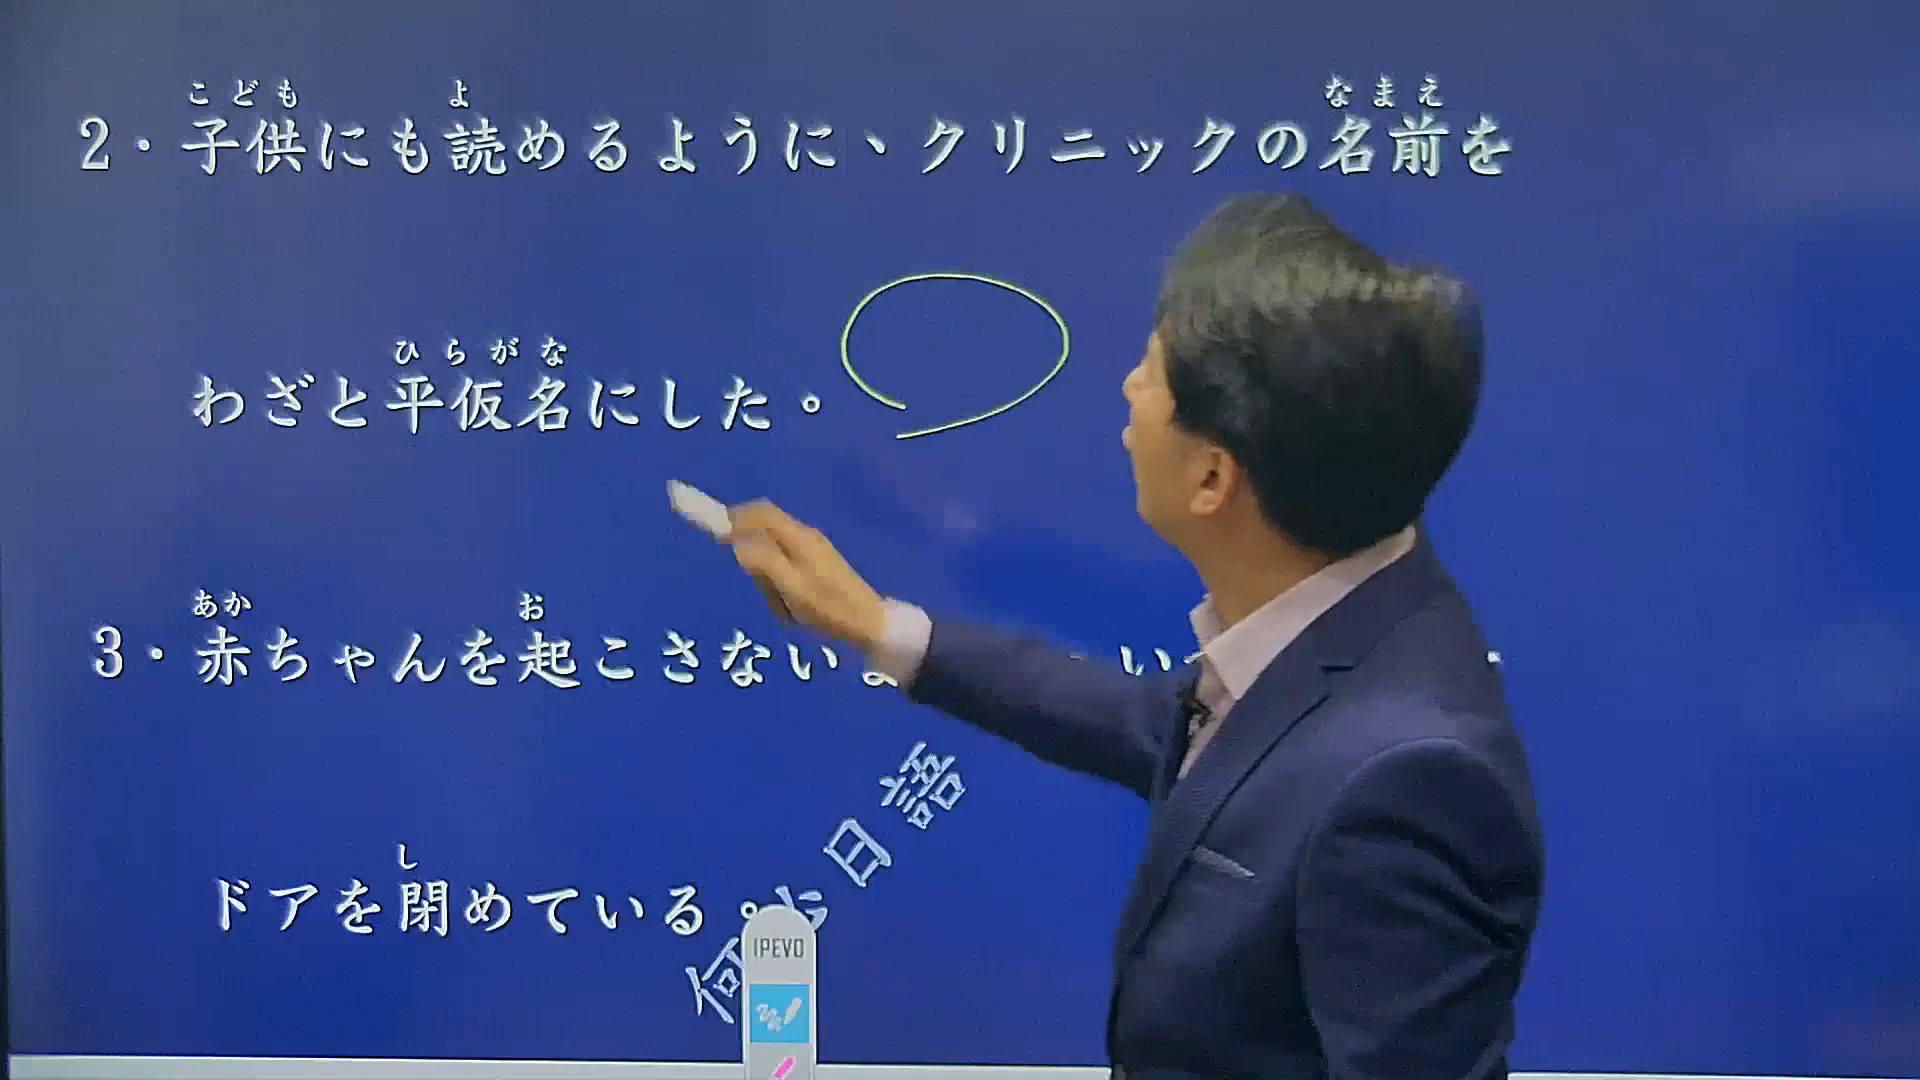 こども よ なまえ
2・子供にも読めるように、クリニックの名前を
ひらがな
わざと平仮名にした。
あか お
3・赤ちゃんを起こさない
し
ドアを閉めている。
日語
IPEVO